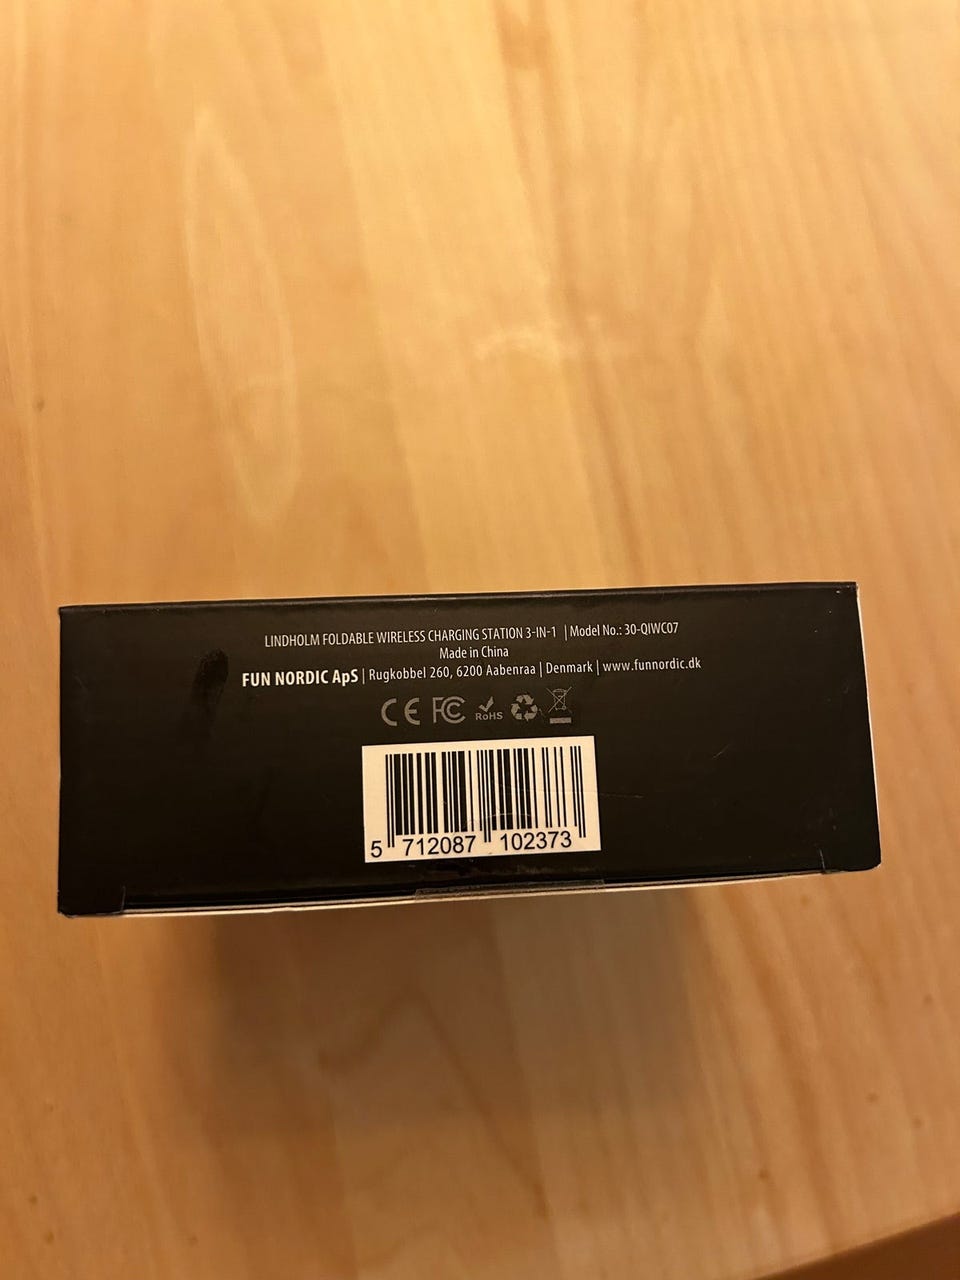 LINDHOLM FOLDABLE WIRELESS CHARGING STATION 3-IN-1 | Model No.: 30-QIWC07
Made in China
FUN NORDIC ApS | Rugkobbel 260, 6200 Aabenraa | Denmark | www.funnordic.dk
CE FC RoHS
5 712087 102373